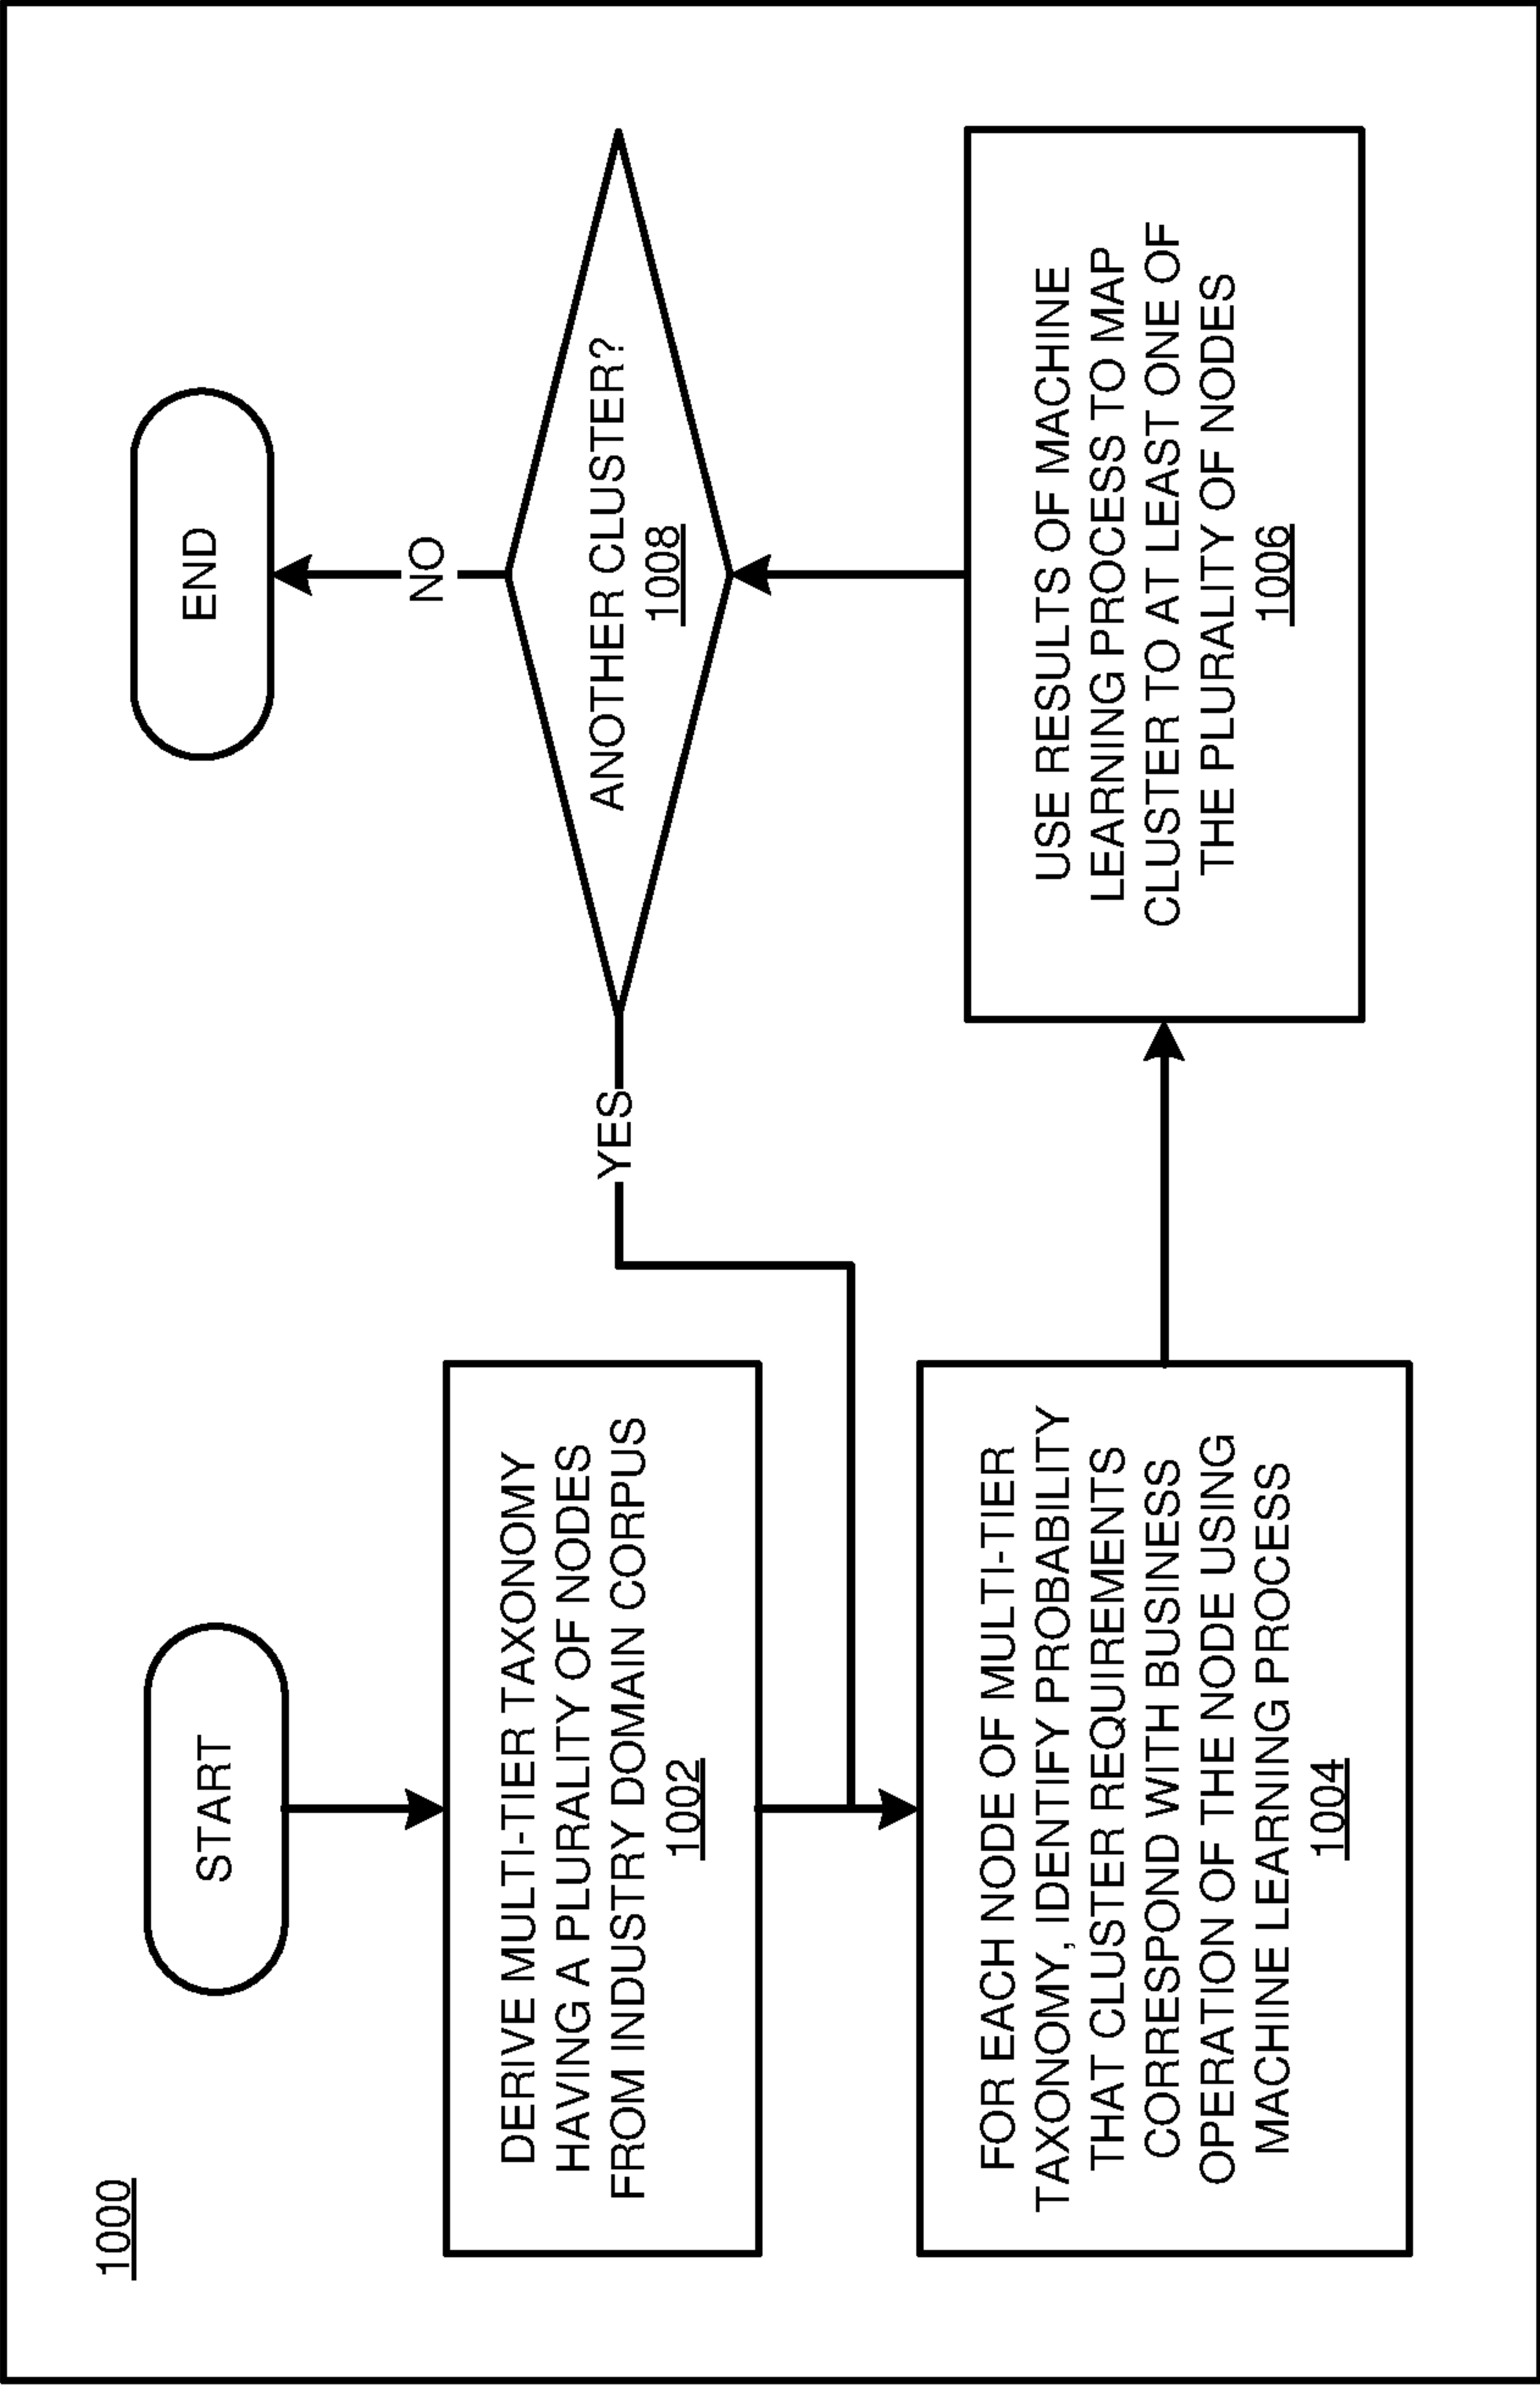 1000
START
DERIVE MULTI-TIER TAXONOMY
HAVING A PLURALITY OF NODES
FROM INDUSTRY DOMAIN CORPUS
1002
FOR EACH NODE OF MULTI-TIER
TAXONOMY, IDENTIFY PROBABILITY
THAT CLUSTER REQUIREMENTS
CORRESPOND WITH BUSINESS
OPERATION OF THE NODE USING
MACHINE LEARNING PROCESS
1004
USE RESULTS OF MACHINE
LEARNING PROCESS TO MAP
CLUSTER TO AT LEAST ONE OF
THE PLURALITY OF NODES
1006
ANOTHER CLUSTER?
1008
YES
NO
END